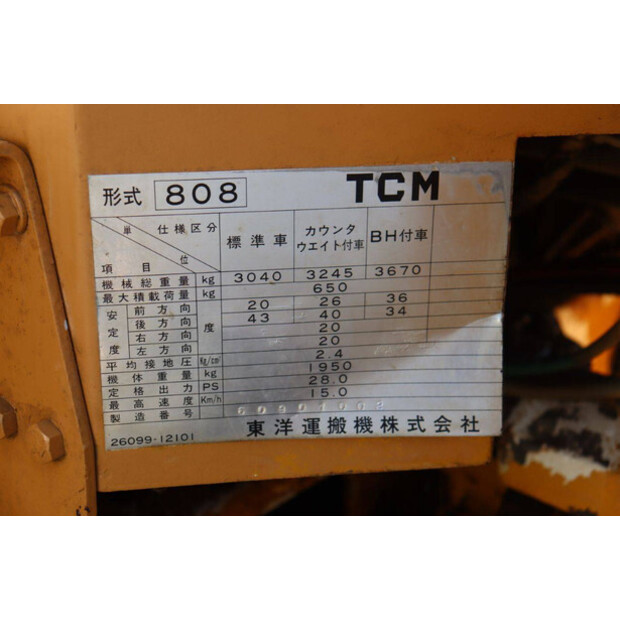 形式 808 TCM
単位 仕様区分 項目 標準車 カウンタウエイト付車 BH付車
機械総重量 kg 3040 3245 3670
最大積載荷量 kg 650
安定度 前方向 度 20 26 36
後方向 43 40 34
右方向 20
左方向 20
平均接地圧 kg/cm² 2.4
機体重量 kg 1950
定格出力 PS 28.0
最高速度 Km/h 15.0
製造番号
26099-12101 東洋運搬機株式会社